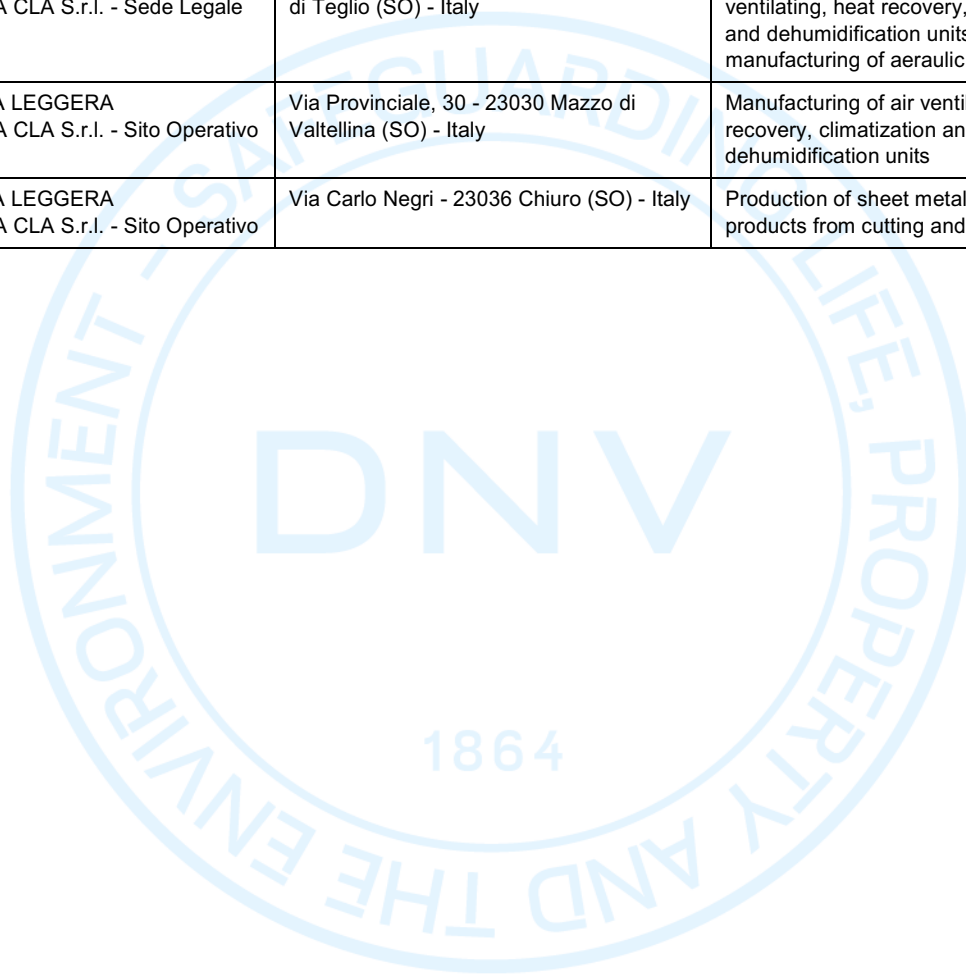 A CLA S.r.l. - Sede Legale
di Teglio (SO) - Italy
ventilating, heat recovery,
and dehumidification units
manufacturing of aeraulic
A LEGGERA
A CLA S.r.l. - Sito Operativo
Via Provinciale, 30 - 23030 Mazzo di
Valtellina (SO) - Italy
Manufacturing of air venti
recovery, climatization an
dehumidification units
A LEGGERA
A CLA S.r.l. - Sito Operativo
Via Carlo Negri - 23036 Chiuro (SO) - Italy
Production of sheet metal
products from cutting and
SAFEGUARDING LIFE, PROPERTY AND THE ENVIRONMENT -
DNV
1864